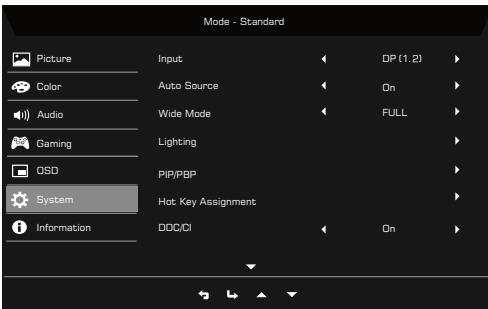 Mode - Standard
Picture
Input DP (1.2)
Color
Auto Source On
Audio
Wide Mode FULL
Gaming
Lighting
OSD
PIP/PBP
System
Hot Key Assignment
Information
DDC/CI On